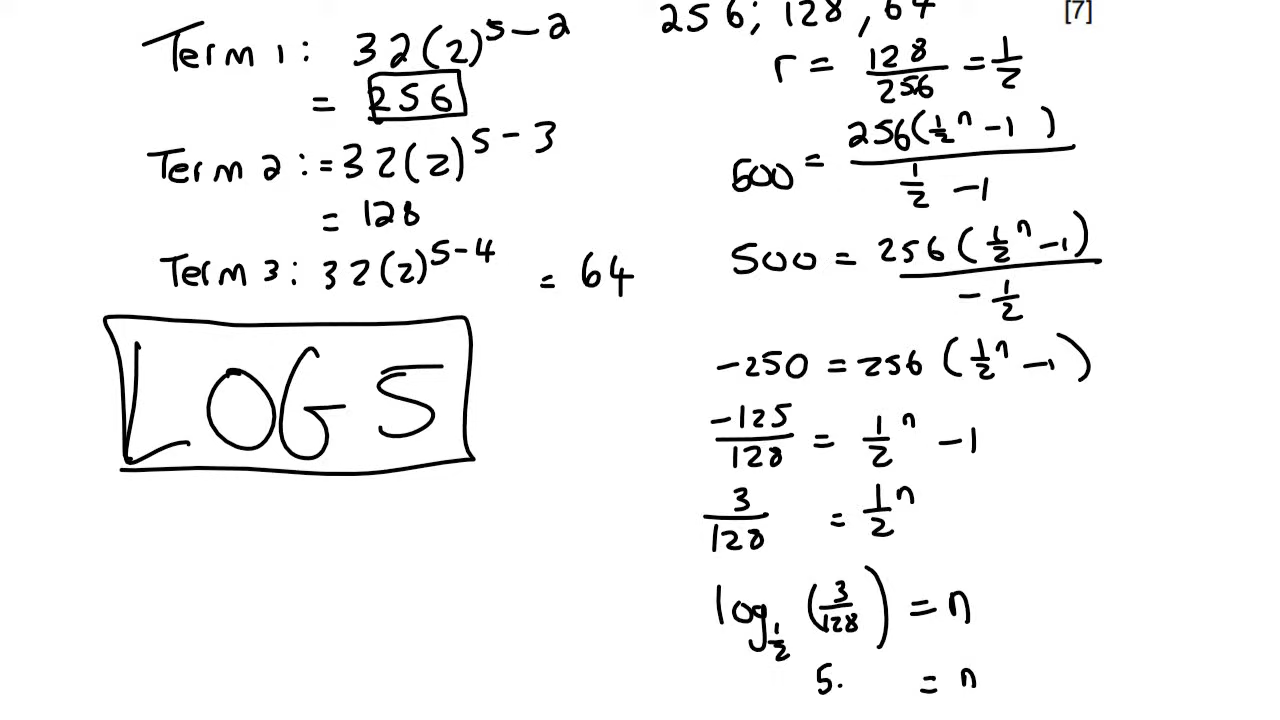 Term 1: 32(2)^5-2
= 256
Term 2: =32(2)^5-3
= 128
Term 3: 32(2)^5-4 = 64
LOGS
256; 128, 64 [7]
r = 128/256 = 1/2
500 = 256(1/2^n -1)/(1/2 -1)
500 = 256(1/2^n -1)/(-1/2)
-250 = 256(1/2^n -1)
-125/128 = 1/2^n -1
3/128 = 1/2^n
log_1/2 (3/128) = n
5. = n